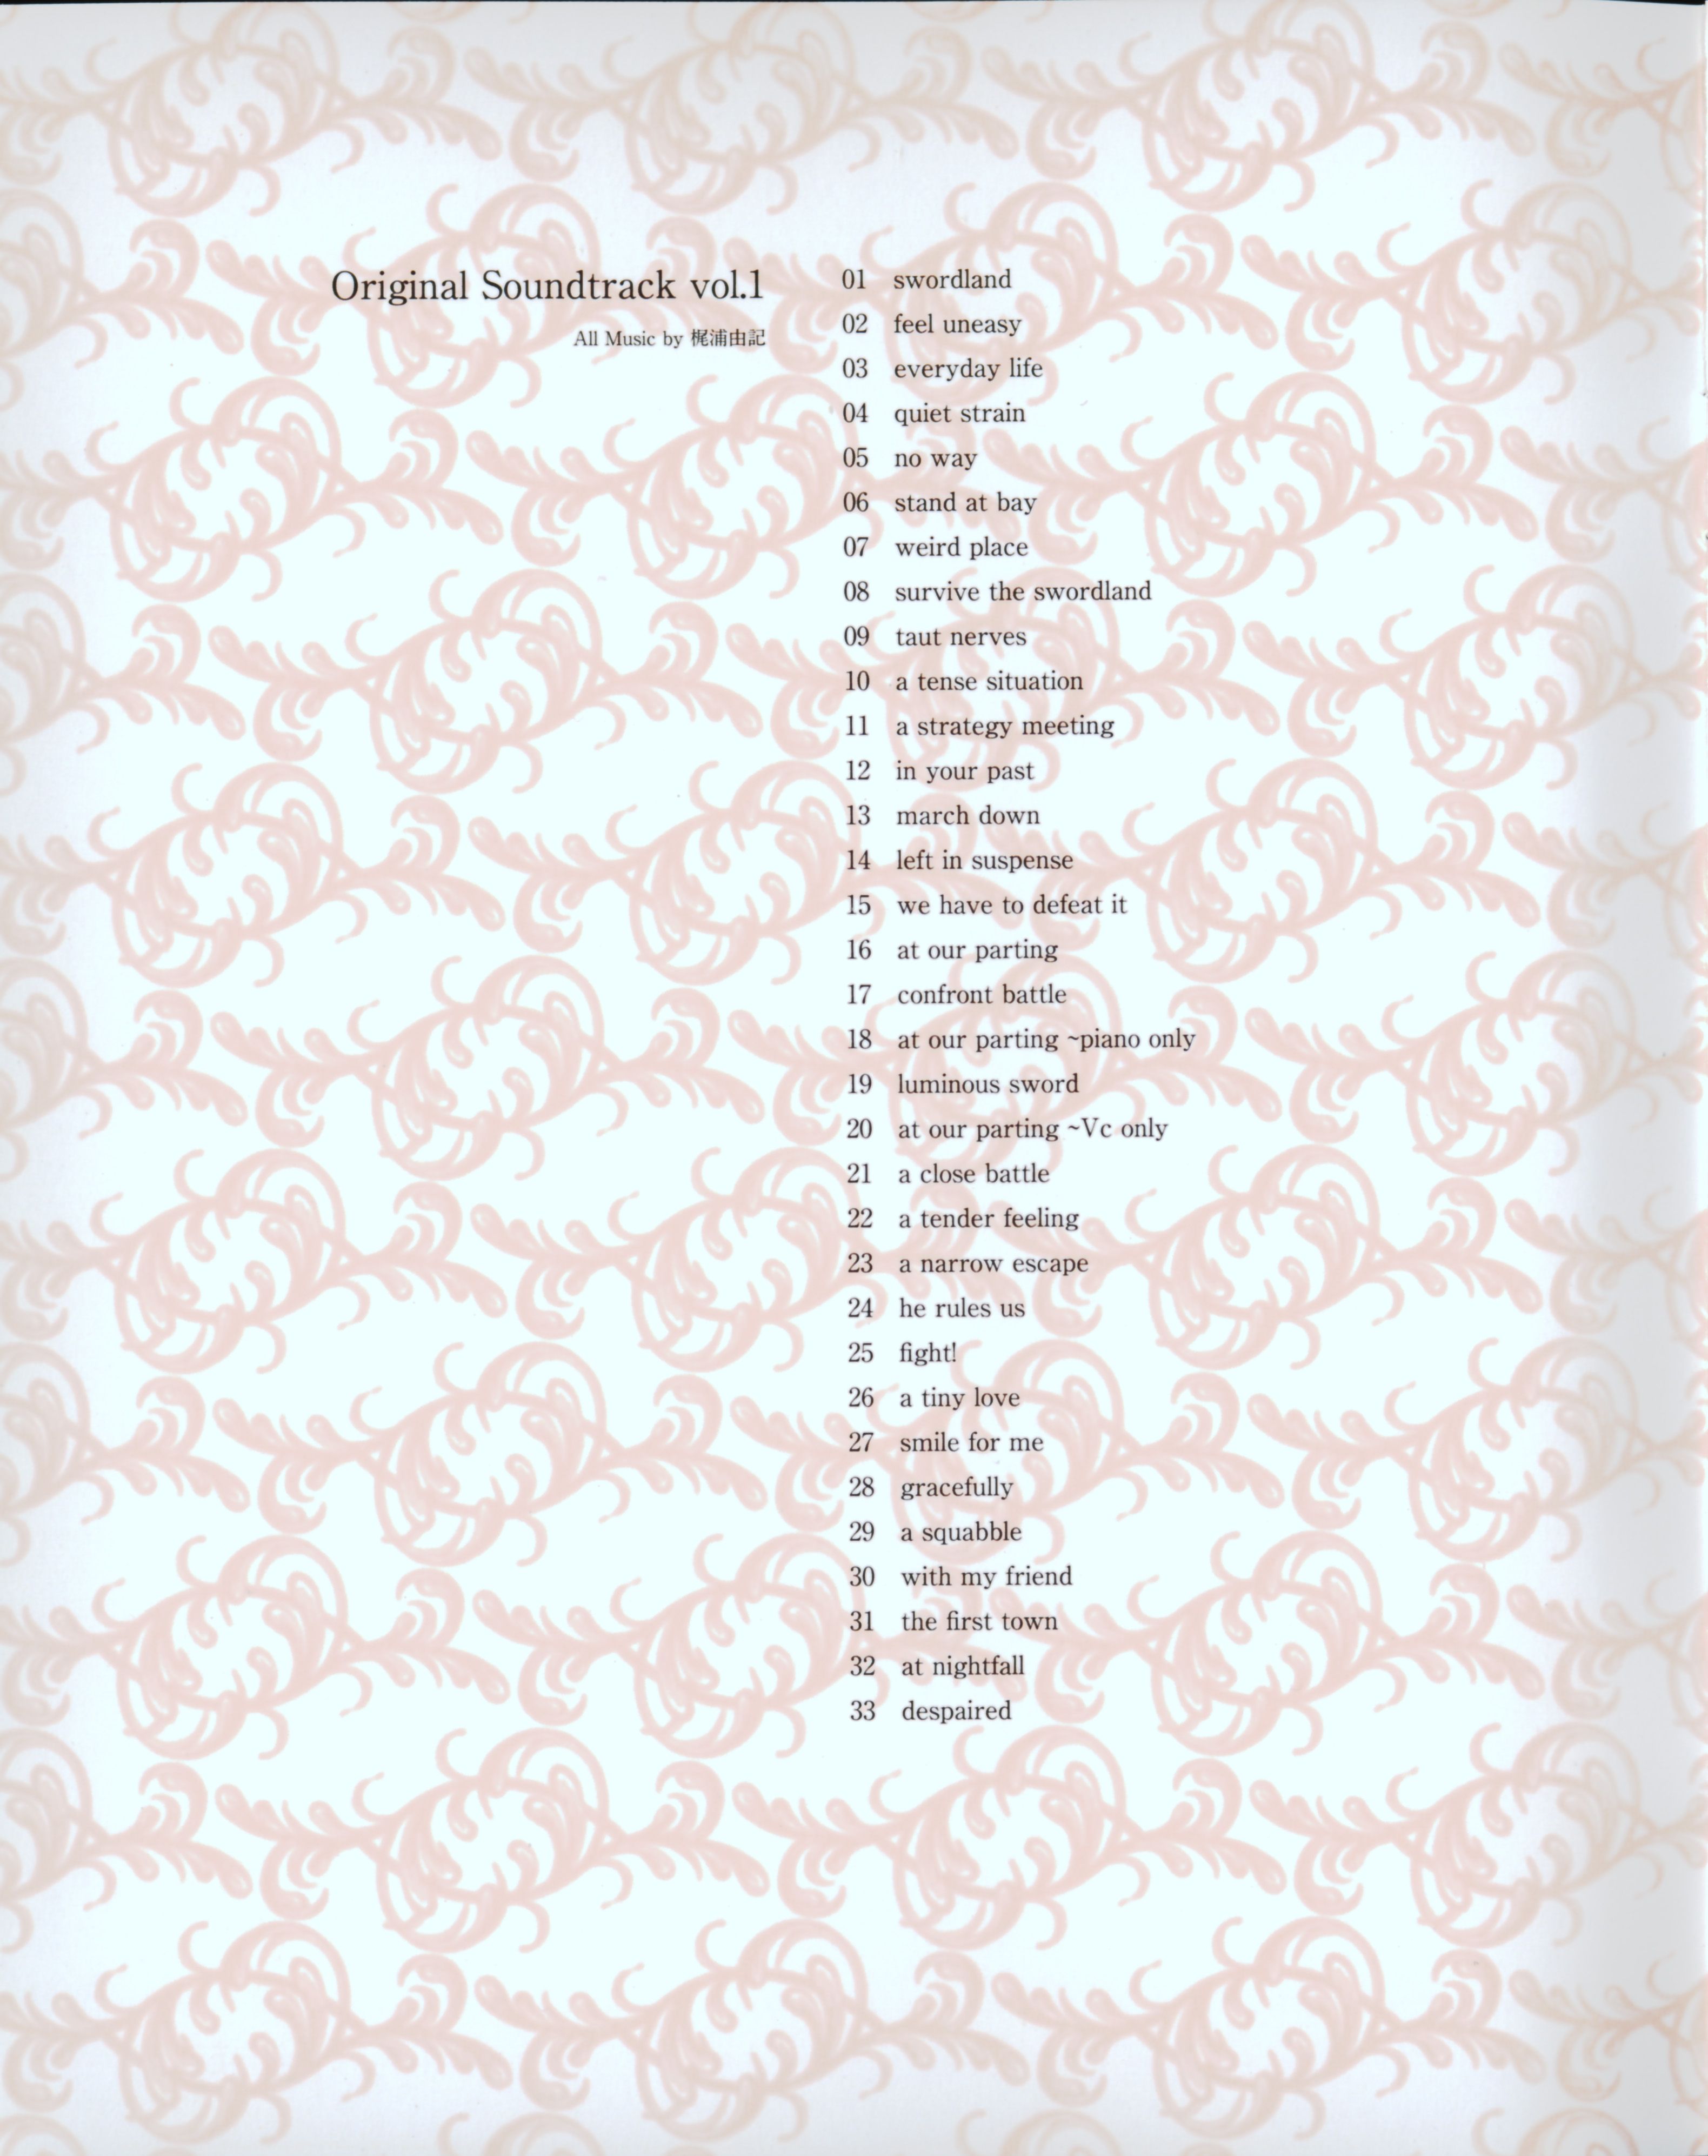 Original Soundtrack vol.1
All Music by 梶浦由記
01 swordland
02 feel uneasy
03 everyday life
04 quiet strain
05 no way
06 stand at bay
07 weird place
08 survive the swordland
09 taut nerves
10 a tense situation
11 a strategy meeting
12 in your past
13 march down
14 left in suspense
15 we have to defeat it
16 at our parting
17 confront battle
18 at our parting ~piano only
19 luminous sword
20 at our parting ~Vc only
21 a close battle
22 a tender feeling
23 a narrow escape
24 he rules us
25 fight!
26 a tiny love
27 smile for me
28 gracefully
29 a squabble
30 with my friend
31 the first town
32 at nightfall
33 despaired